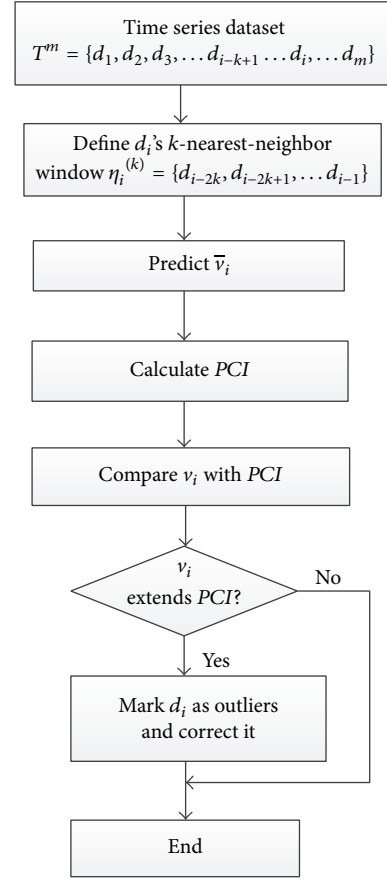 Time series dataset
T^m = {d_1, d_2, d_3, … d_{i−k+1} … d_i, … d_m}
Define d_i's k-nearest-neighbor
window η_i^{(k)} = {d_{i−2k}, d_{i−2k+1}, … d_{i−1}}
Predict v̅_i
Calculate PCI
Compare v_i with PCI
v_i
extends PCI?
No
Yes
Mark d_i as outliers
and correct it
End